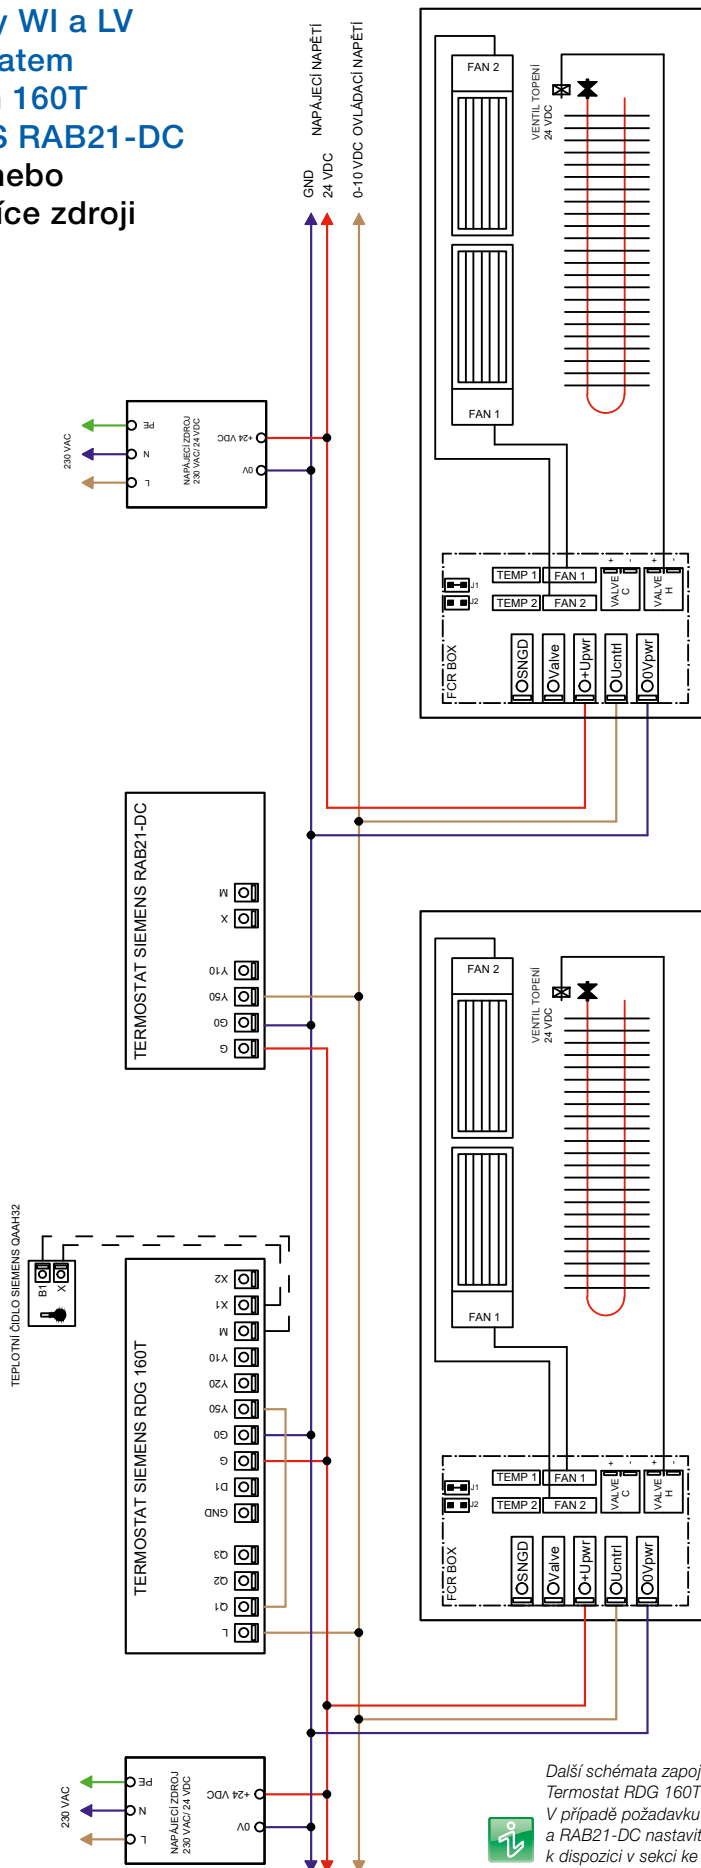 y WI a LV
atem
160T
S RAB21-DC
nebo
íce zdroji
GND
24 VDC
NAPÁJECÍ NAPĚTÍ
0-10 VDC OVLÁDACÍ NAPĚTÍ
FAN 2
VENTIL TOPENÍ
24 VDC
FAN 1
230 VAC
PE
N
L
NAPÁJECÍ ZDROJ
230 VAC/ 24 VDC
+24 VDC
0V
FCR BOX
J1
J2
TEMP 1
FAN 1
TEMP 2
FAN 2
VALVE
C
+
-
VALVE
H
+
-
SNGD
Valve
+Upwr
Ucntrl
0Vpwr
TERMOSTAT SIEMENS RAB21-DC
M
X
Y10
Y50
G0
G
FAN 2
VENTIL TOPENÍ
24 VDC
FAN 1
TEPLOTNÍ ČIDLO SIEMENS QAAH32
B1
X
TERMOSTAT SIEMENS RDG 160T
X2
X1
M
Y10
Y20
Y50
G0
G
D1
GND
Q3
Q2
Q1
L
FCR BOX
J1
J2
TEMP 1
FAN 1
TEMP 2
FAN 2
VALVE
C
+
-
VALVE
H
+
-
SNGD
Valve
+Upwr
Ucntrl
0Vpwr
230 VAC
PE
N
L
NAPÁJECÍ ZDROJ
230 VAC/ 24 VDC
+24 VDC
0V
Další schémata zapoj
Termostat RDG 160T
V případě požadavku
a RAB21-DC nastavit
k dispozici v sekci ke